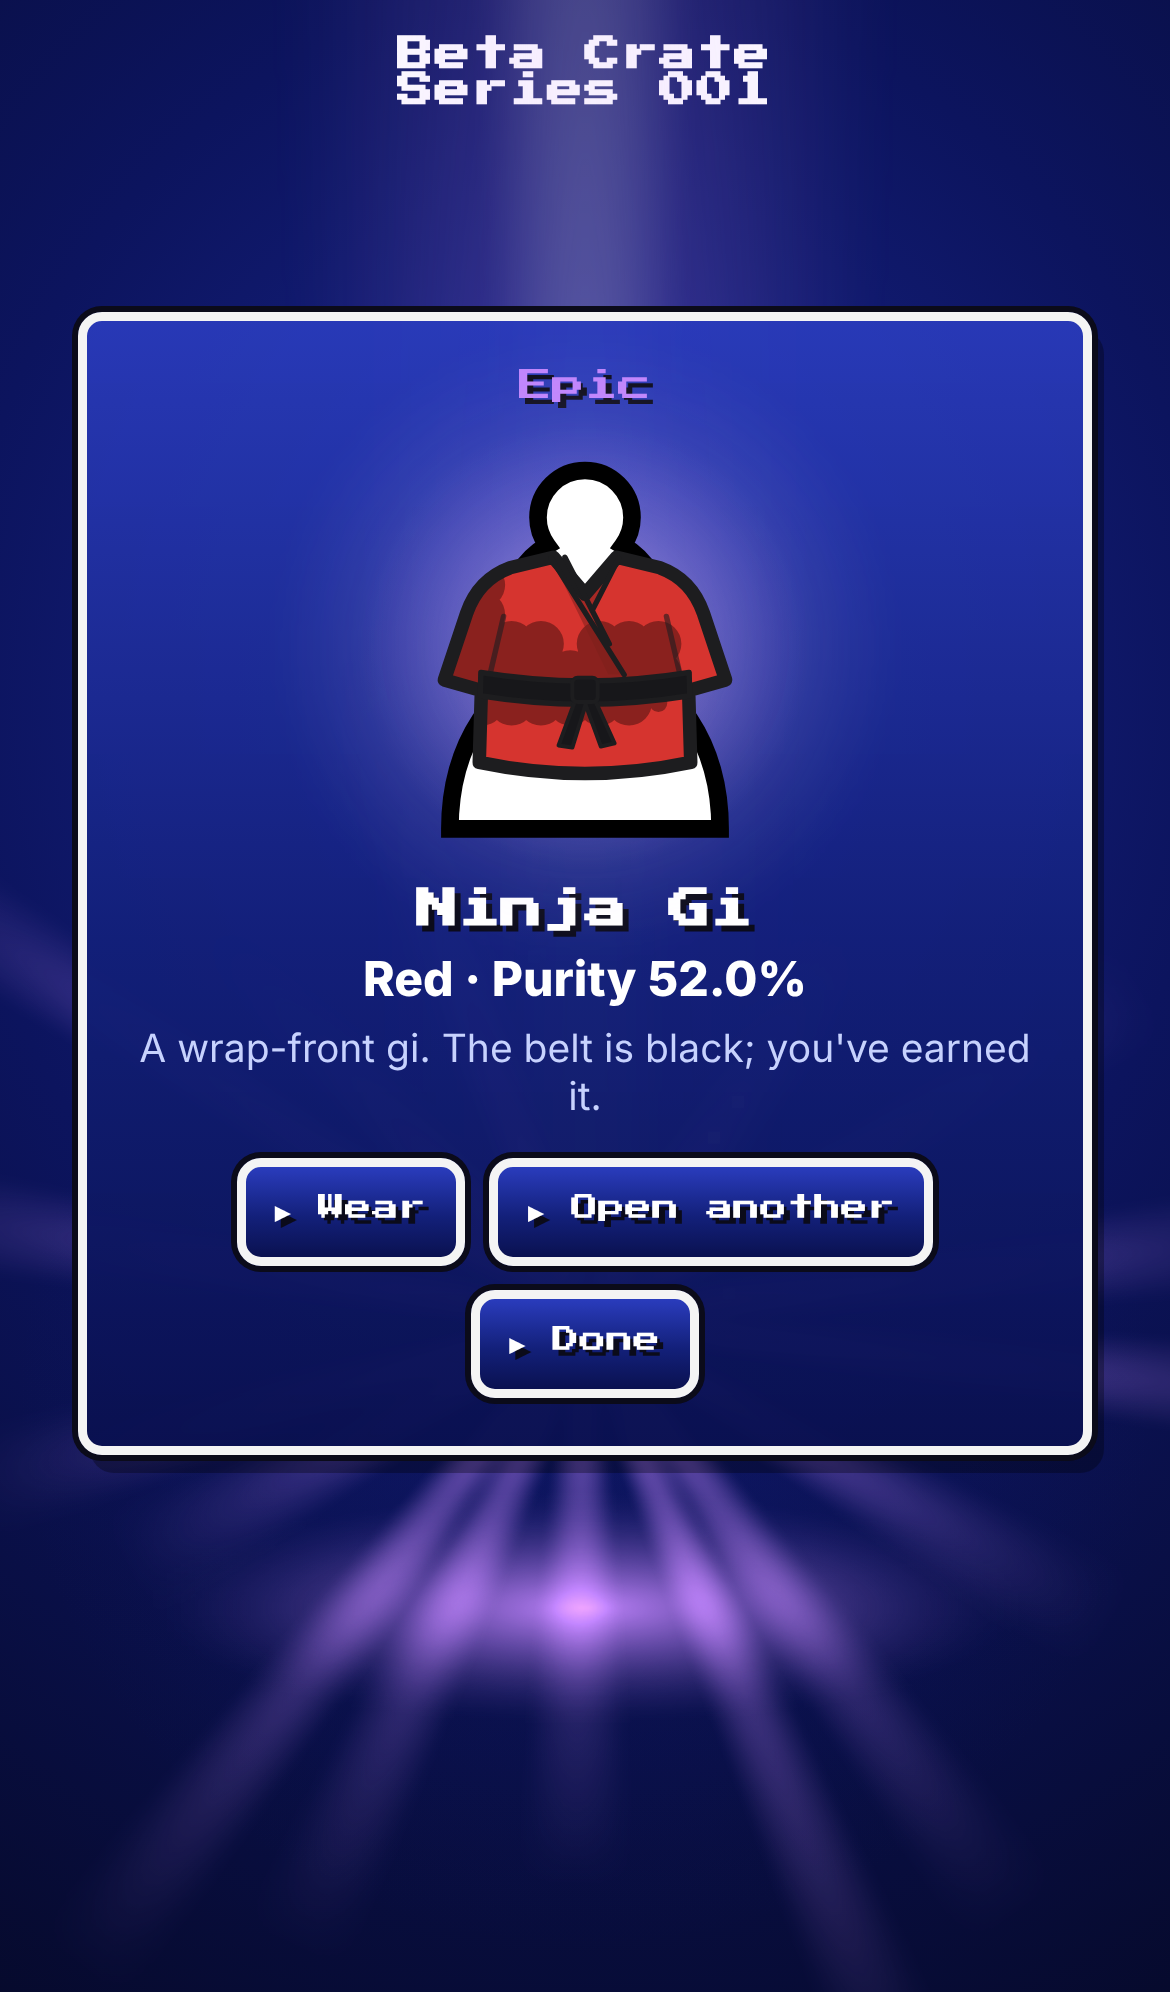 Beta Crate
Series 001
Epic
Ninja Gi
Red · Purity 52.0%
A wrap-front gi. The belt is black; you've earned
it.
▶ Wear
▶ Open another
▶ Done